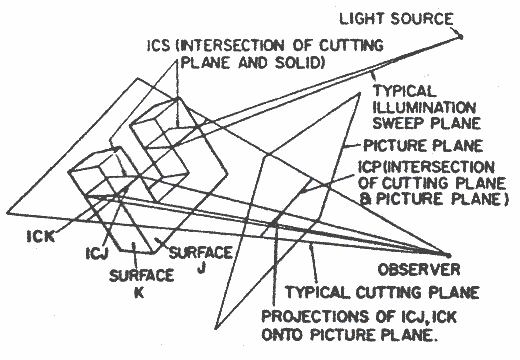 LIGHT SOURCE
ICS (INTERSECTION OF CUTTING
PLANE AND SOLID)
TYPICAL
ILLUMINATION
SWEEP PLANE
PICTURE PLANE
ICP(INTERSECTION
OF CUTTING PLANE
& PICTURE PLANE)
ICK
ICJ
SURFACE
K
SURFACE
J
OBSERVER
TYPICAL CUTTING PLANE
PROJECTIONS OF ICJ, ICK
ONTO PICTURE PLANE.